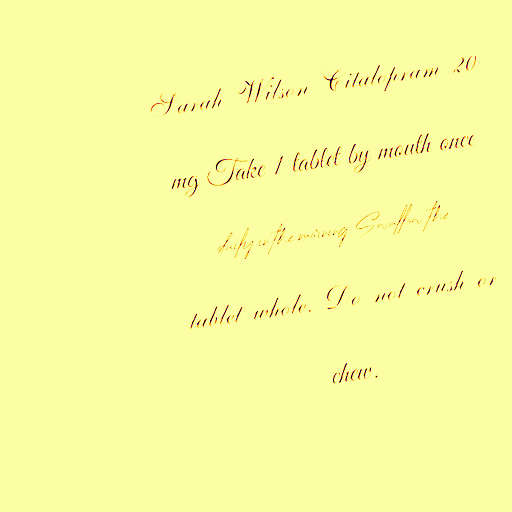 Sarah Wilson Citalopram 20
mg Take 1 tablet by mouth once
daily in the morning. Swallow the
tablet whole. Do not crush or
chew.